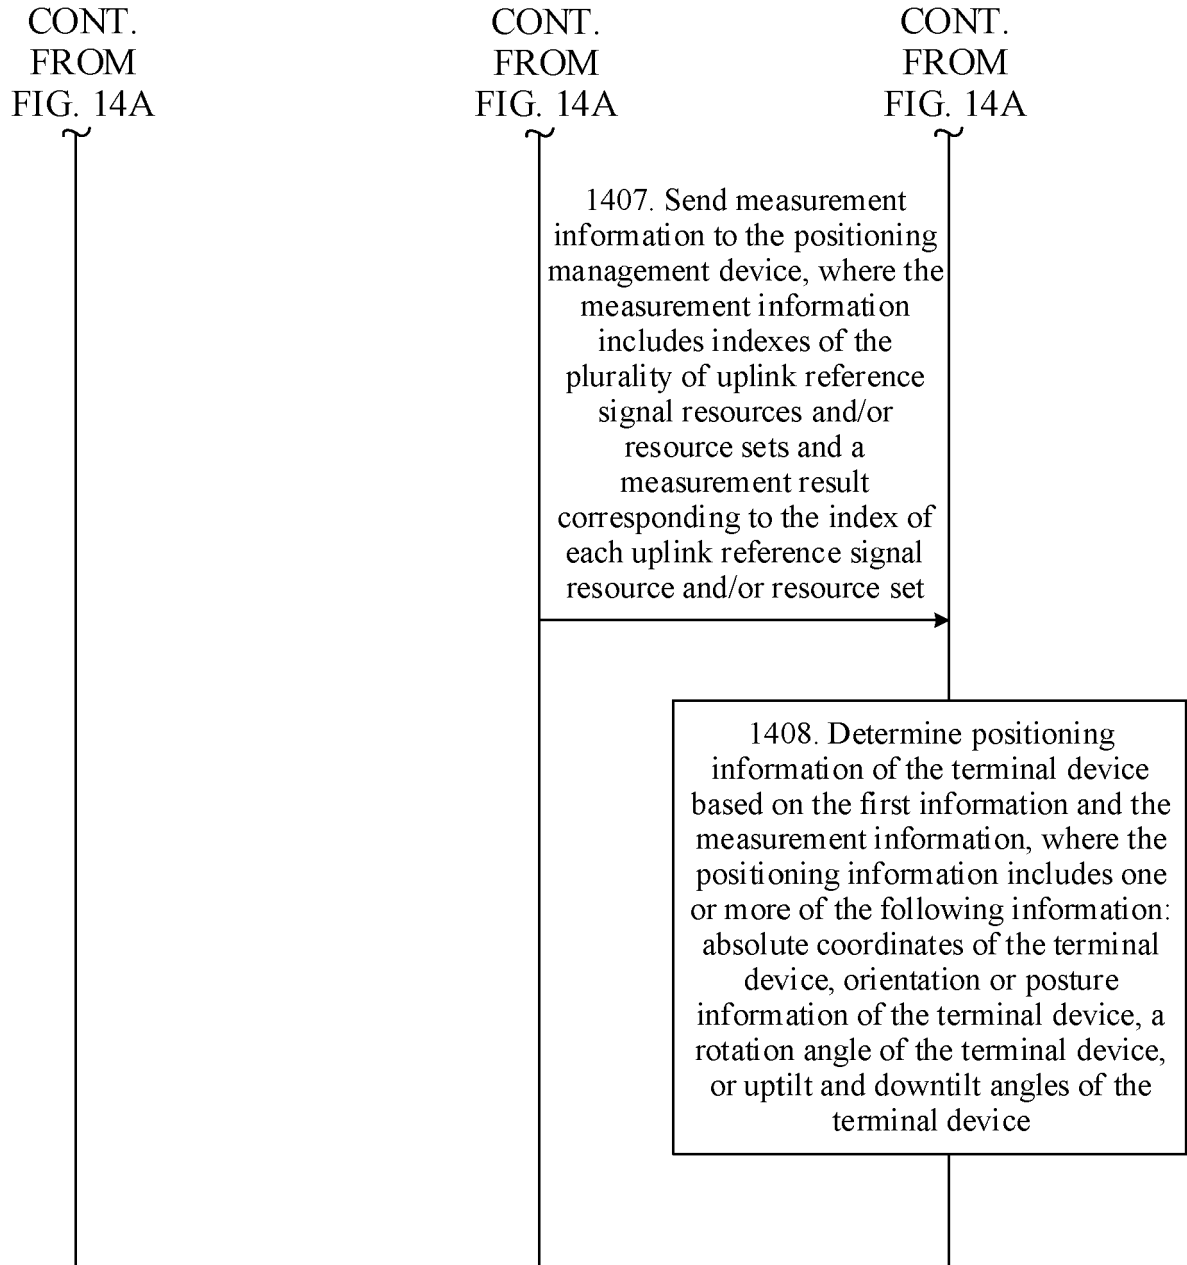 CONT.
FROM
FIG. 14A
CONT.
FROM
FIG. 14A
CONT.
FROM
FIG. 14A
1407. Send measurement
information to the positioning
management device, where the
measurement information
includes indexes of the
plurality of uplink reference
signal resources and/or
resource sets and a
measurement result
corresponding to the index of
each uplink reference signal
resource and/or resource set
1408. Determine positioning
information of the terminal device
based on the first information and the
measurement information, where the
positioning information includes one
or more of the following information:
absolute coordinates of the terminal
device, orientation or posture
information of the terminal device, a
rotation angle of the terminal device,
or uptilt and downtilt angles of the
terminal device